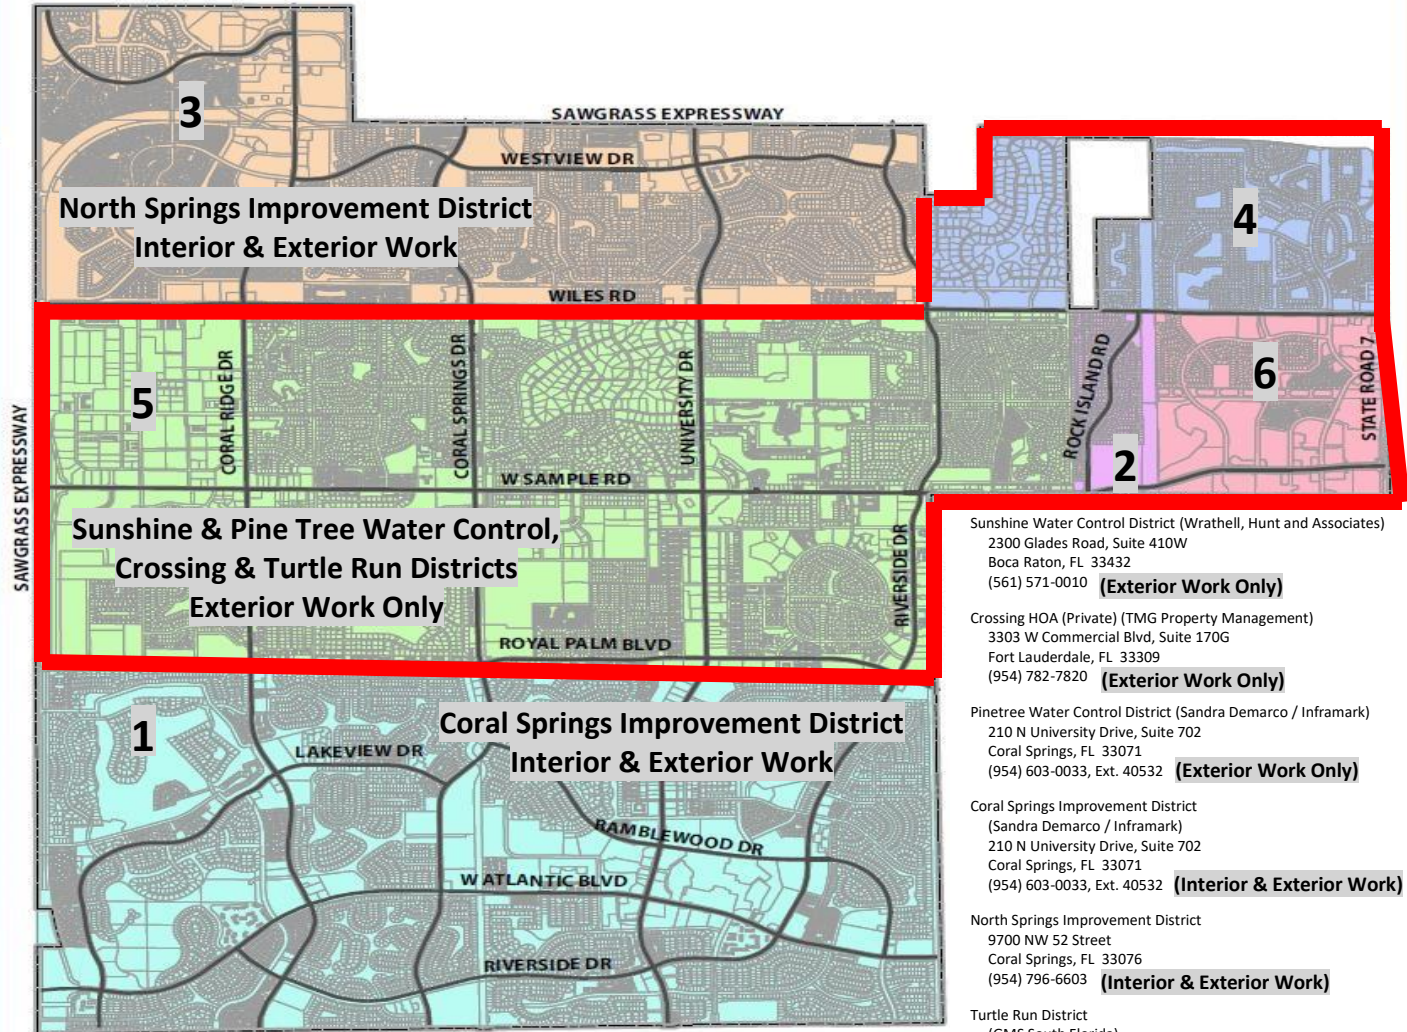 SAWGRASS EXPRESSWAY
3
WESTVIEW DR
4
North Springs Improvement District
Interior & Exterior Work
WILES RD
5
CORAL RIDGE DR
CORAL SPRINGS DR
UNIVERSITY DR
ROCK ISLAND RD
6
STATE ROAD 7
SAWGRASS EXPRESSWAY
2
W SAMPLE RD
Sunshine & Pine Tree Water Control,
Crossing & Turtle Run Districts
Exterior Work Only
RIVERSIDE DR
ROYAL PALM BLVD
1
Coral Springs Improvement District
Interior & Exterior Work
LAKEVIEW DR
RAMBLEWOOD DR
W ATLANTIC BLVD
RIVERSIDE DR
Sunshine Water Control District (Wrathell, Hunt and Associates)
2300 Glades Road, Suite 410W
Boca Raton, FL 33432
(561) 571-0010 (Exterior Work Only)
Crossing HOA (Private) (TMG Property Management)
3303 W Commercial Blvd, Suite 170G
Fort Lauderdale, FL 33309
(954) 782-7820 (Exterior Work Only)
Pinetree Water Control District (Sandra Demarco / Inframark)
210 N University Drive, Suite 702
Coral Springs, FL 33071
(954) 603-0033, Ext. 40532 (Exterior Work Only)
Coral Springs Improvement District
(Sandra Demarco / Inframark)
210 N University Drive, Suite 702
Coral Springs, FL 33071
(954) 603-0033, Ext. 40532 (Interior & Exterior Work)
North Springs Improvement District
9700 NW 52 Street
Coral Springs, FL 33076
(954) 796-6603 (Interior & Exterior Work)
Turtle Run District
(GMS South Florida)